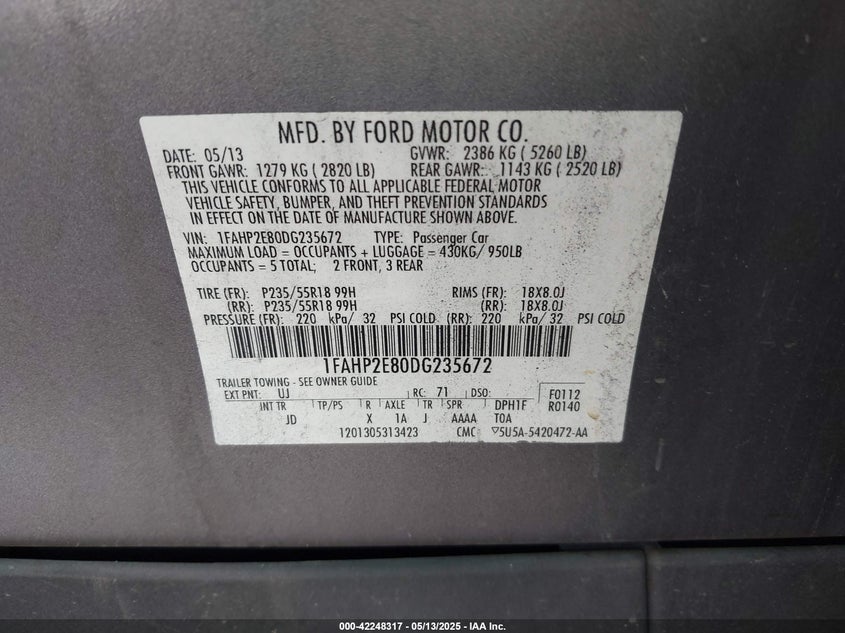 MFD. BY FORD MOTOR CO.
DATE: 05/13 GVWR: 2386 KG ( 5260 LB)
FRONT GAWR: 1279 KG ( 2820 LB) REAR GAWR: 1143 KG ( 2520 LB)
THIS VEHICLE CONFORMS TO ALL APPLICABLE FEDERAL MOTOR
VEHICLE SAFETY, BUMPER, AND THEFT PREVENTION STANDARDS
IN EFFECT ON THE DATE OF MANUFACTURE SHOWN ABOVE.
VIN: 1FAHP2E80DG235672 TYPE: Passenger Car
MAXIMUM LOAD = OCCUPANTS + LUGGAGE = 430KG/ 950LB
OCCUPANTS = 5 TOTAL; 2 FRONT, 3 REAR
TIRE (FR): P235/55R18 99H RIMS (FR): 18X8.0J
(RR): P235/55R18 99H (RR): 18X8.0J
PRESSURE (FR): 220 kPa/ 32 PSI COLD (RR): 220 kPa/ 32 PSI COLD
1FAHP2E80DG235672
TRAILER TOWING - SEE OWNER GUIDE
EXT PNT: UJ RC: 71 DSO: F0112
INT TR TP/PS R AXLE TR SPR DPH1F R0140
JD X 1A J AAAA T0A
1201305313423 CMC ▽5U5A-5420472-AA
000-42248317 - 05/13/2025 - IAA Inc.